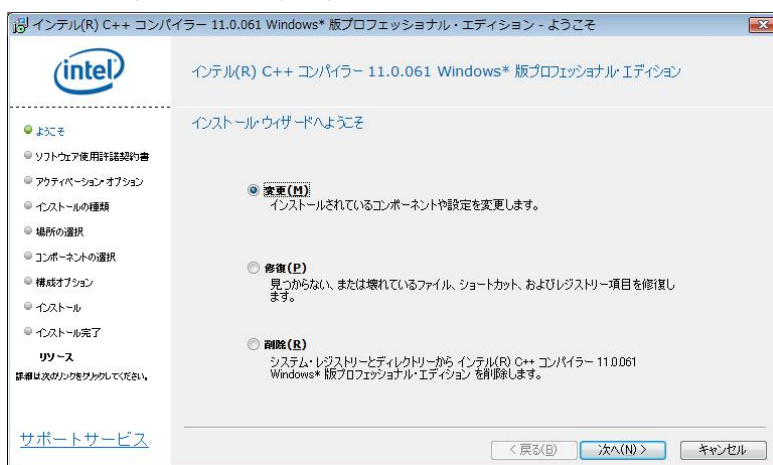 インテル(R) C++ コンパイラー 11.0.061 Windows* 版プロフェッショナル・エディション - ようこそ
intel
インテル(R) C++ コンパイラー 11.0.061 Windows* 版プロフェッショナル・エディション
ようこそ
ソフトウェア使用許諾契約書
アクティベーション・オプション
インストールの種類
場所の選択
コンポーネントの選択
構成オプション
インストール
インストール完了
リソース
詳細は次のリンクをクリックしてください。
サポートサービス
インストール・ウィザードへようこそ
変更(M)
インストールされているコンポーネントや設定を変更します。
修復(P)
見つからない、または壊れているファイル、ショートカット、およびレジストリー項目を修復し
ます。
削除(R)
システム・レジストリーとディレクトリーから インテル(R) C++ コンパイラー 11.0.061
Windows* 版プロフェッショナル・エディション を削除します。
< 戻る(B)
次へ(N) >
キャンセル